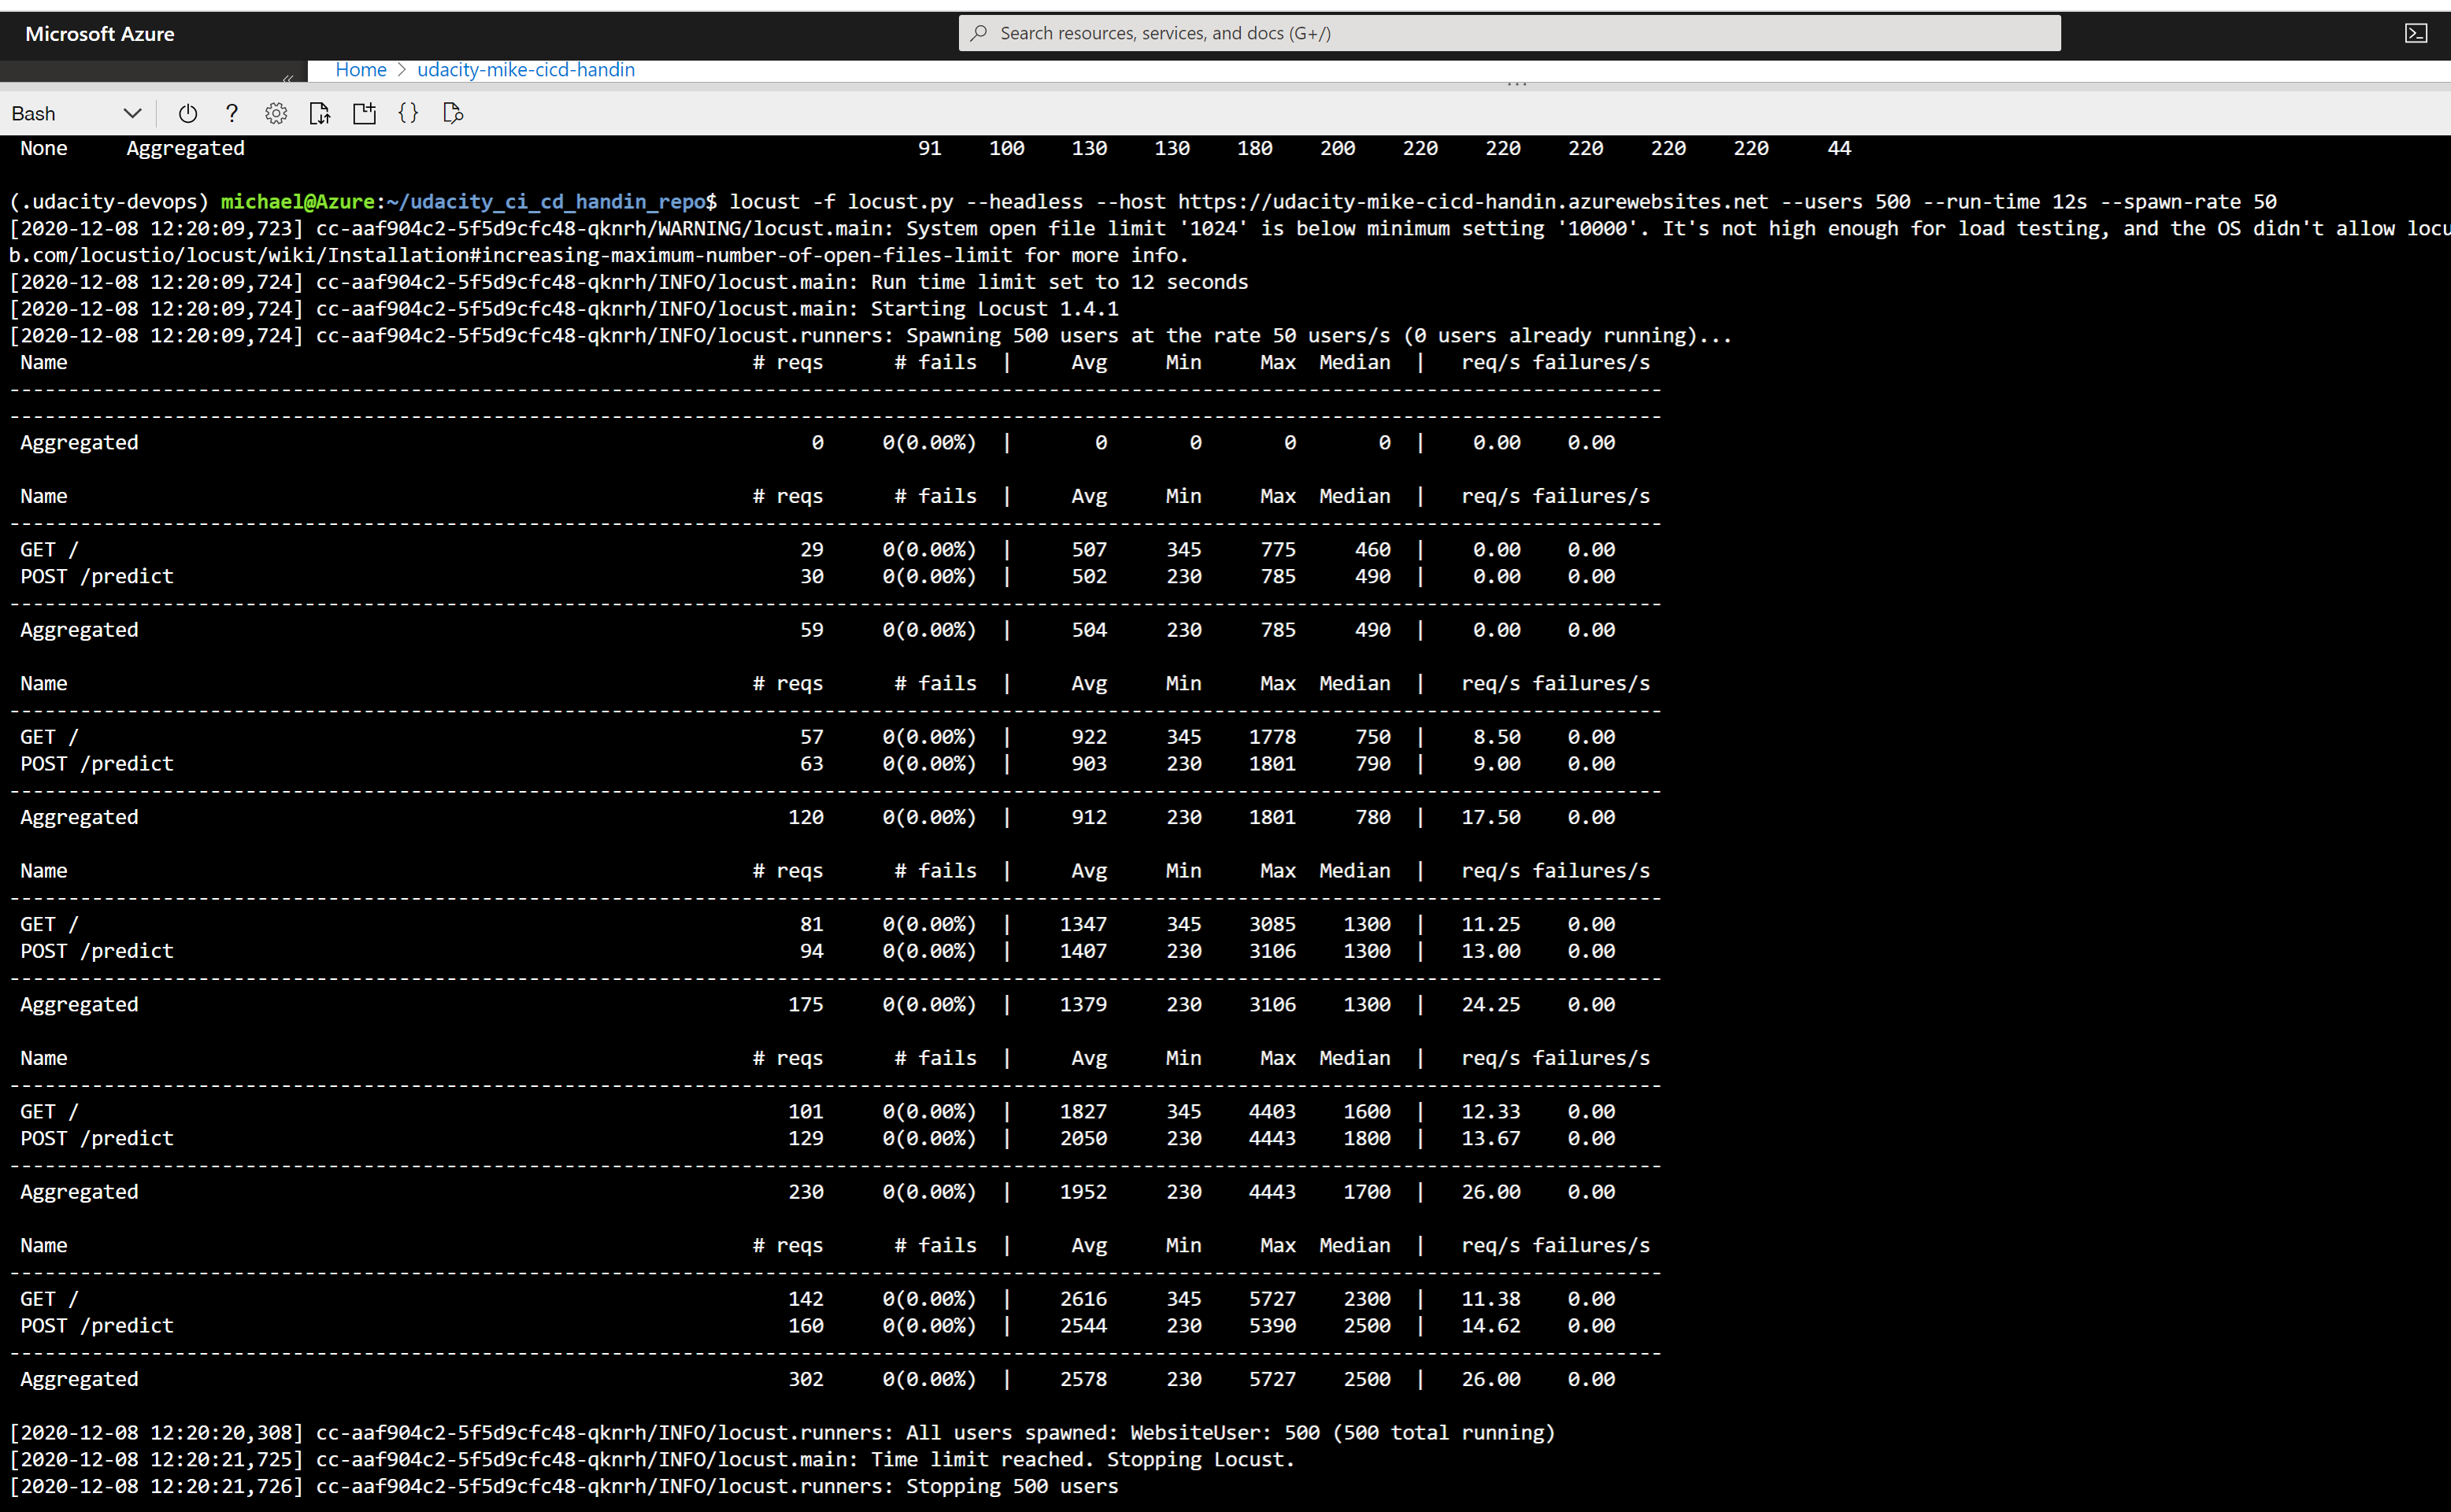 Microsoft Azure
Search resources, services, and docs (G+/)
Home > udacity-mike-cicd-handin
Bash
None Aggregated 91 100 130 130 180 200 220 220 220 220 220 44
(.udacity-devops) michael@Azure:~/udacity_ci_cd_handin_repo$ locust -f locust.py --headless --host https://udacity-mike-cicd-handin.azurewebsites.net --users 500 --run-time 12s --spawn-rate 50
[2020-12-08 12:20:09,723] cc-aaf904c2-5f5d9cfc48-qknrh/WARNING/locust.main: System open file limit '1024' is below minimum setting '10000'. It's not high enough for load testing, and the OS didn't allow locu
b.com/locustio/locust/wiki/Installation#increasing-maximum-number-of-open-files-limit for more info.
[2020-12-08 12:20:09,724] cc-aaf904c2-5f5d9cfc48-qknrh/INFO/locust.main: Run time limit set to 12 seconds
[2020-12-08 12:20:09,724] cc-aaf904c2-5f5d9cfc48-qknrh/INFO/locust.main: Starting Locust 1.4.1
[2020-12-08 12:20:09,724] cc-aaf904c2-5f5d9cfc48-qknrh/INFO/locust.runners: Spawning 500 users at the rate 50 users/s (0 users already running)...
Name # reqs # fails | Avg Min Max Median | req/s failures/s
Aggregated 0 0(0.00%) | 0 0 0 0 | 0.00 0.00
Name # reqs # fails | Avg Min Max Median | req/s failures/s
GET / 29 0(0.00%) | 507 345 775 460 | 0.00 0.00
POST /predict 30 0(0.00%) | 502 230 785 490 | 0.00 0.00
Aggregated 59 0(0.00%) | 504 230 785 490 | 0.00 0.00
Name # reqs # fails | Avg Min Max Median | req/s failures/s
GET / 57 0(0.00%) | 922 345 1778 750 | 8.50 0.00
POST /predict 63 0(0.00%) | 903 230 1801 790 | 9.00 0.00
Aggregated 120 0(0.00%) | 912 230 1801 780 | 17.50 0.00
Name # reqs # fails | Avg Min Max Median | req/s failures/s
GET / 81 0(0.00%) | 1347 345 3085 1300 | 11.25 0.00
POST /predict 94 0(0.00%) | 1407 230 3106 1300 | 13.00 0.00
Aggregated 175 0(0.00%) | 1379 230 3106 1300 | 24.25 0.00
Name # reqs # fails | Avg Min Max Median | req/s failures/s
GET / 101 0(0.00%) | 1827 345 4403 1600 | 12.33 0.00
POST /predict 129 0(0.00%) | 2050 230 4443 1800 | 13.67 0.00
Aggregated 230 0(0.00%) | 1952 230 4443 1700 | 26.00 0.00
Name # reqs # fails | Avg Min Max Median | req/s failures/s
GET / 142 0(0.00%) | 2616 345 5727 2300 | 11.38 0.00
POST /predict 160 0(0.00%) | 2544 230 5390 2500 | 14.62 0.00
Aggregated 302 0(0.00%) | 2578 230 5727 2500 | 26.00 0.00
[2020-12-08 12:20:20,308] cc-aaf904c2-5f5d9cfc48-qknrh/INFO/locust.runners: All users spawned: WebsiteUser: 500 (500 total running)
[2020-12-08 12:20:21,725] cc-aaf904c2-5f5d9cfc48-qknrh/INFO/locust.main: Time limit reached. Stopping Locust.
[2020-12-08 12:20:21,726] cc-aaf904c2-5f5d9cfc48-qknrh/INFO/locust.runners: Stopping 500 users